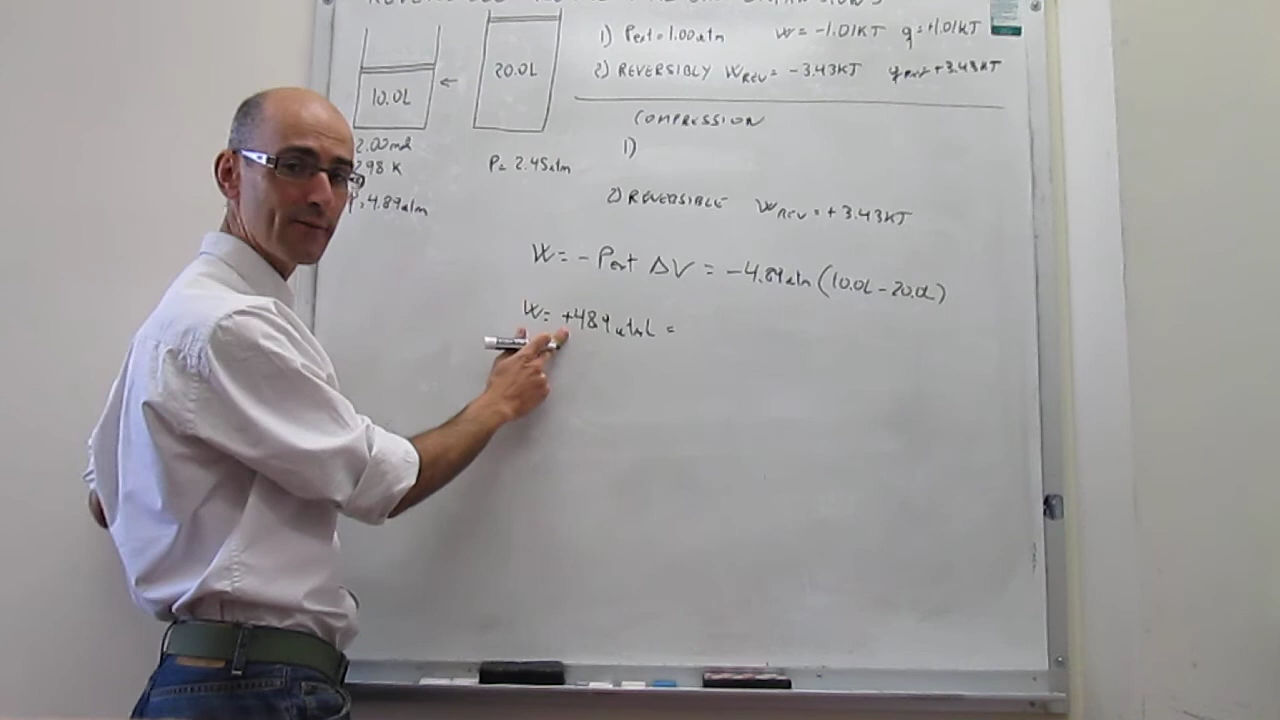 1) Pext = 1.00atm W = -1.01KJ q = +1.01KJ
2) REVERSIBLY WREV = -3.43KJ qREV = +3.43KJ
10.0L
←
20.0L
2.00mol
298 K
P = 4.89atm
P = 2.45atm
COMPRESSION
1)
2) REVERSIBLE WREV = +3.43KJ
W = - Pext ΔV = -4.89atm (10.0L - 20.0L)
W = +48.9 atm L =